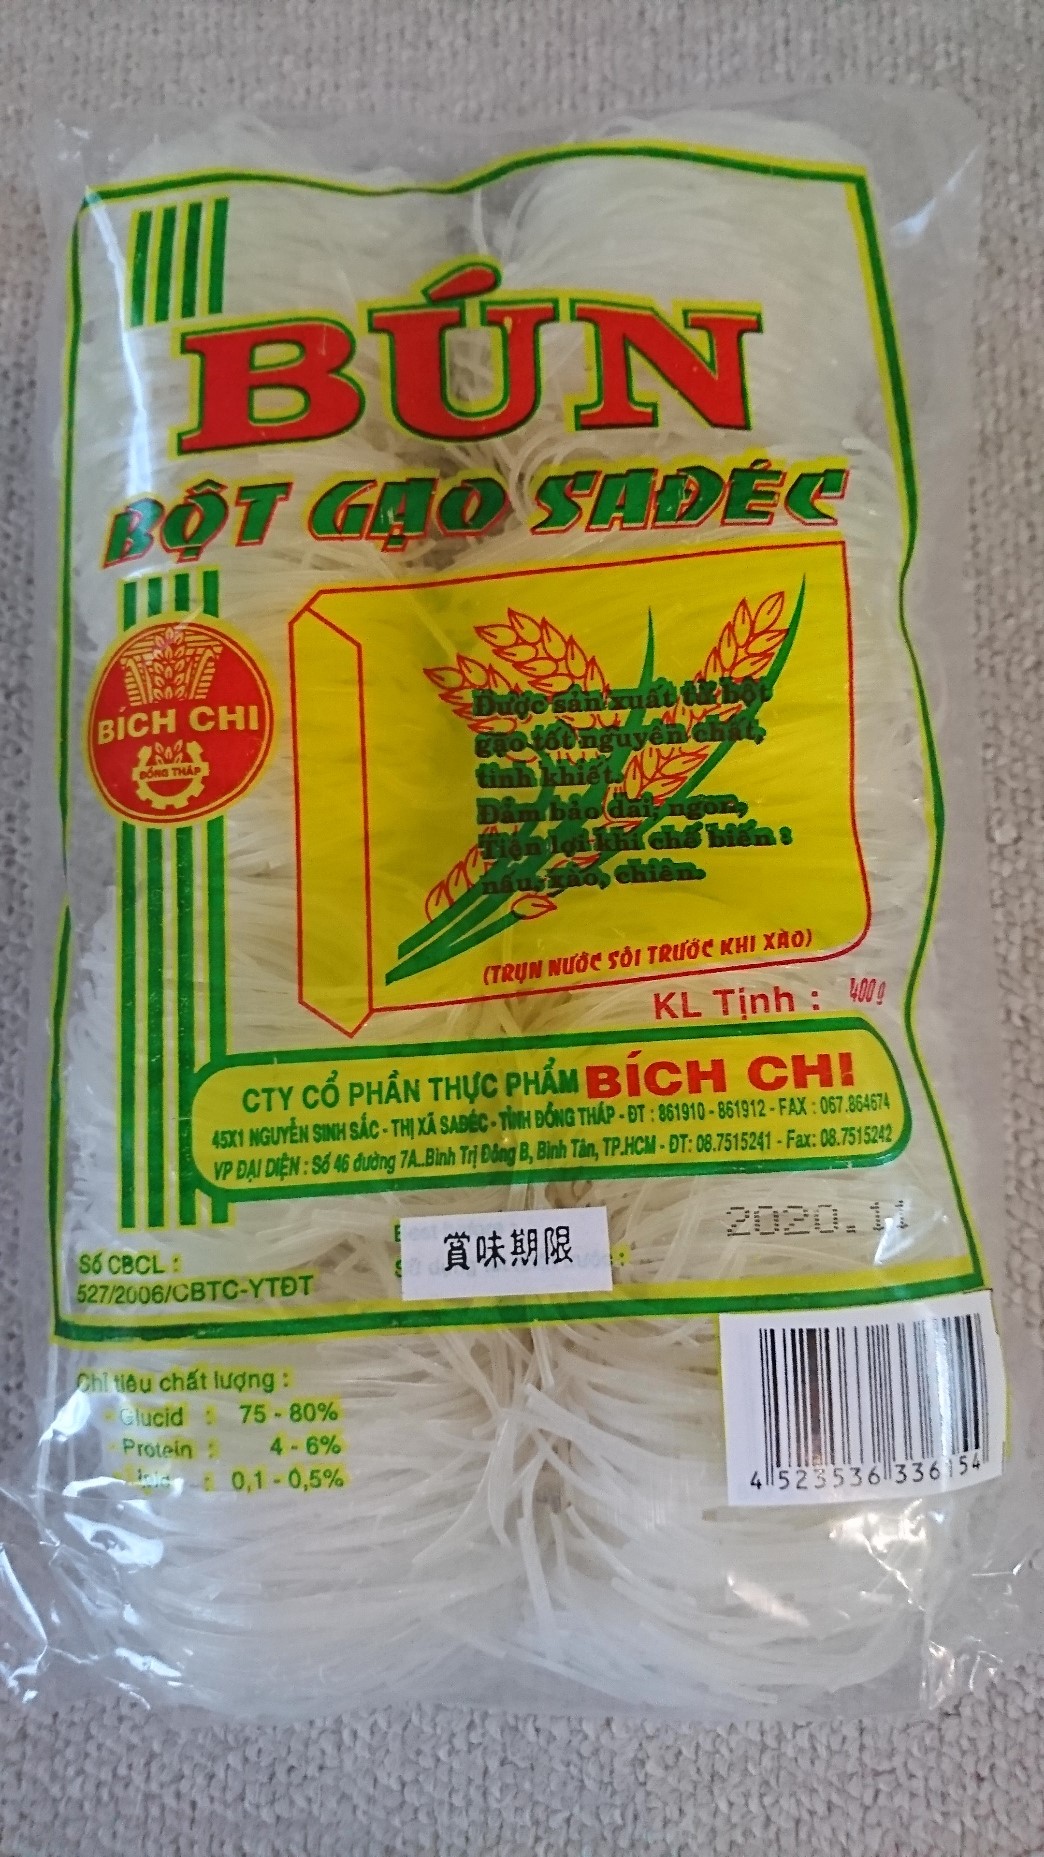 BÚN
BỘT GẠO SAĐÉC
BÍCH CHI
ĐỒNG THÁP
Được sản xuất từ bột
gạo tốt nguyên chất,
tinh khiết.
Đảm bảo dai, ngon,
Tiện lợi khi chế biến :
nấu, xào, chiên.
(TRỤN NƯỚC SÔI TRƯỚC KHI XÀO)
KL Tịnh : 400 g
CTY CỔ PHẦN THỰC PHẨM BÍCH CHI
45X1 NGUYỄN SINH SẮC - THỊ XÃ SAĐÉC - TỈNH ĐỒNG THÁP - ĐT : 861910 - 861912 - FAX : 067.864674
VP ĐẠI DIỆN : Số 46 đường 7A..Bình Trị Đông B, Bình Tân, TP.HCM - ĐT: 08.7515241 - Fax: 08.7515242
2020.11
賞味期限
Số CBCL :
527/2006/CBTC-YTĐT
Chỉ tiêu chất lượng :
- Glucid : 75 - 80%
- Protein : 4 - 6%
- Lipid : 0,1 - 0,5%
4 523536 336154